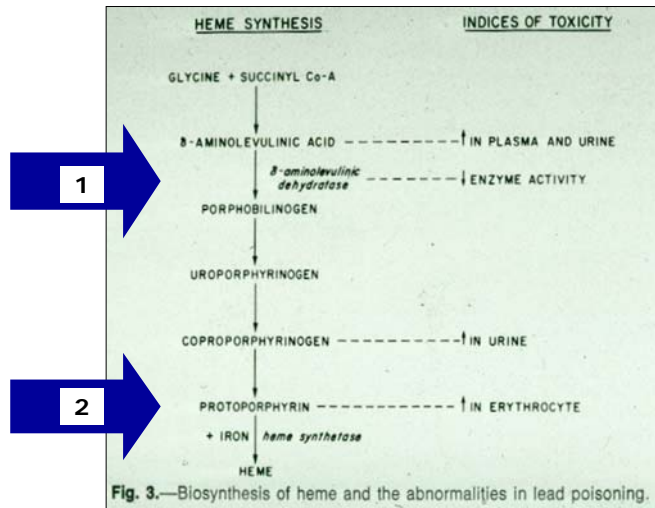 HEME SYNTHESIS INDICES OF TOXICITY
GLYCINE + SUCCINYL Co-A
δ-AMINOLEVULINIC ACID ↑ IN PLASMA AND URINE
1
δ-aminolevulinic
dehydratase ↓ ENZYME ACTIVITY
PORPHOBILINOGEN
UROPORPHYRINOGEN
COPROPORPHYRINOGEN ↑ IN URINE
2
PROTOPORPHYRIN ↑ IN ERYTHROCYTE
+ IRON heme synthetase
HEME
Fig. 3.—Biosynthesis of heme and the abnormalities in lead poisoning.